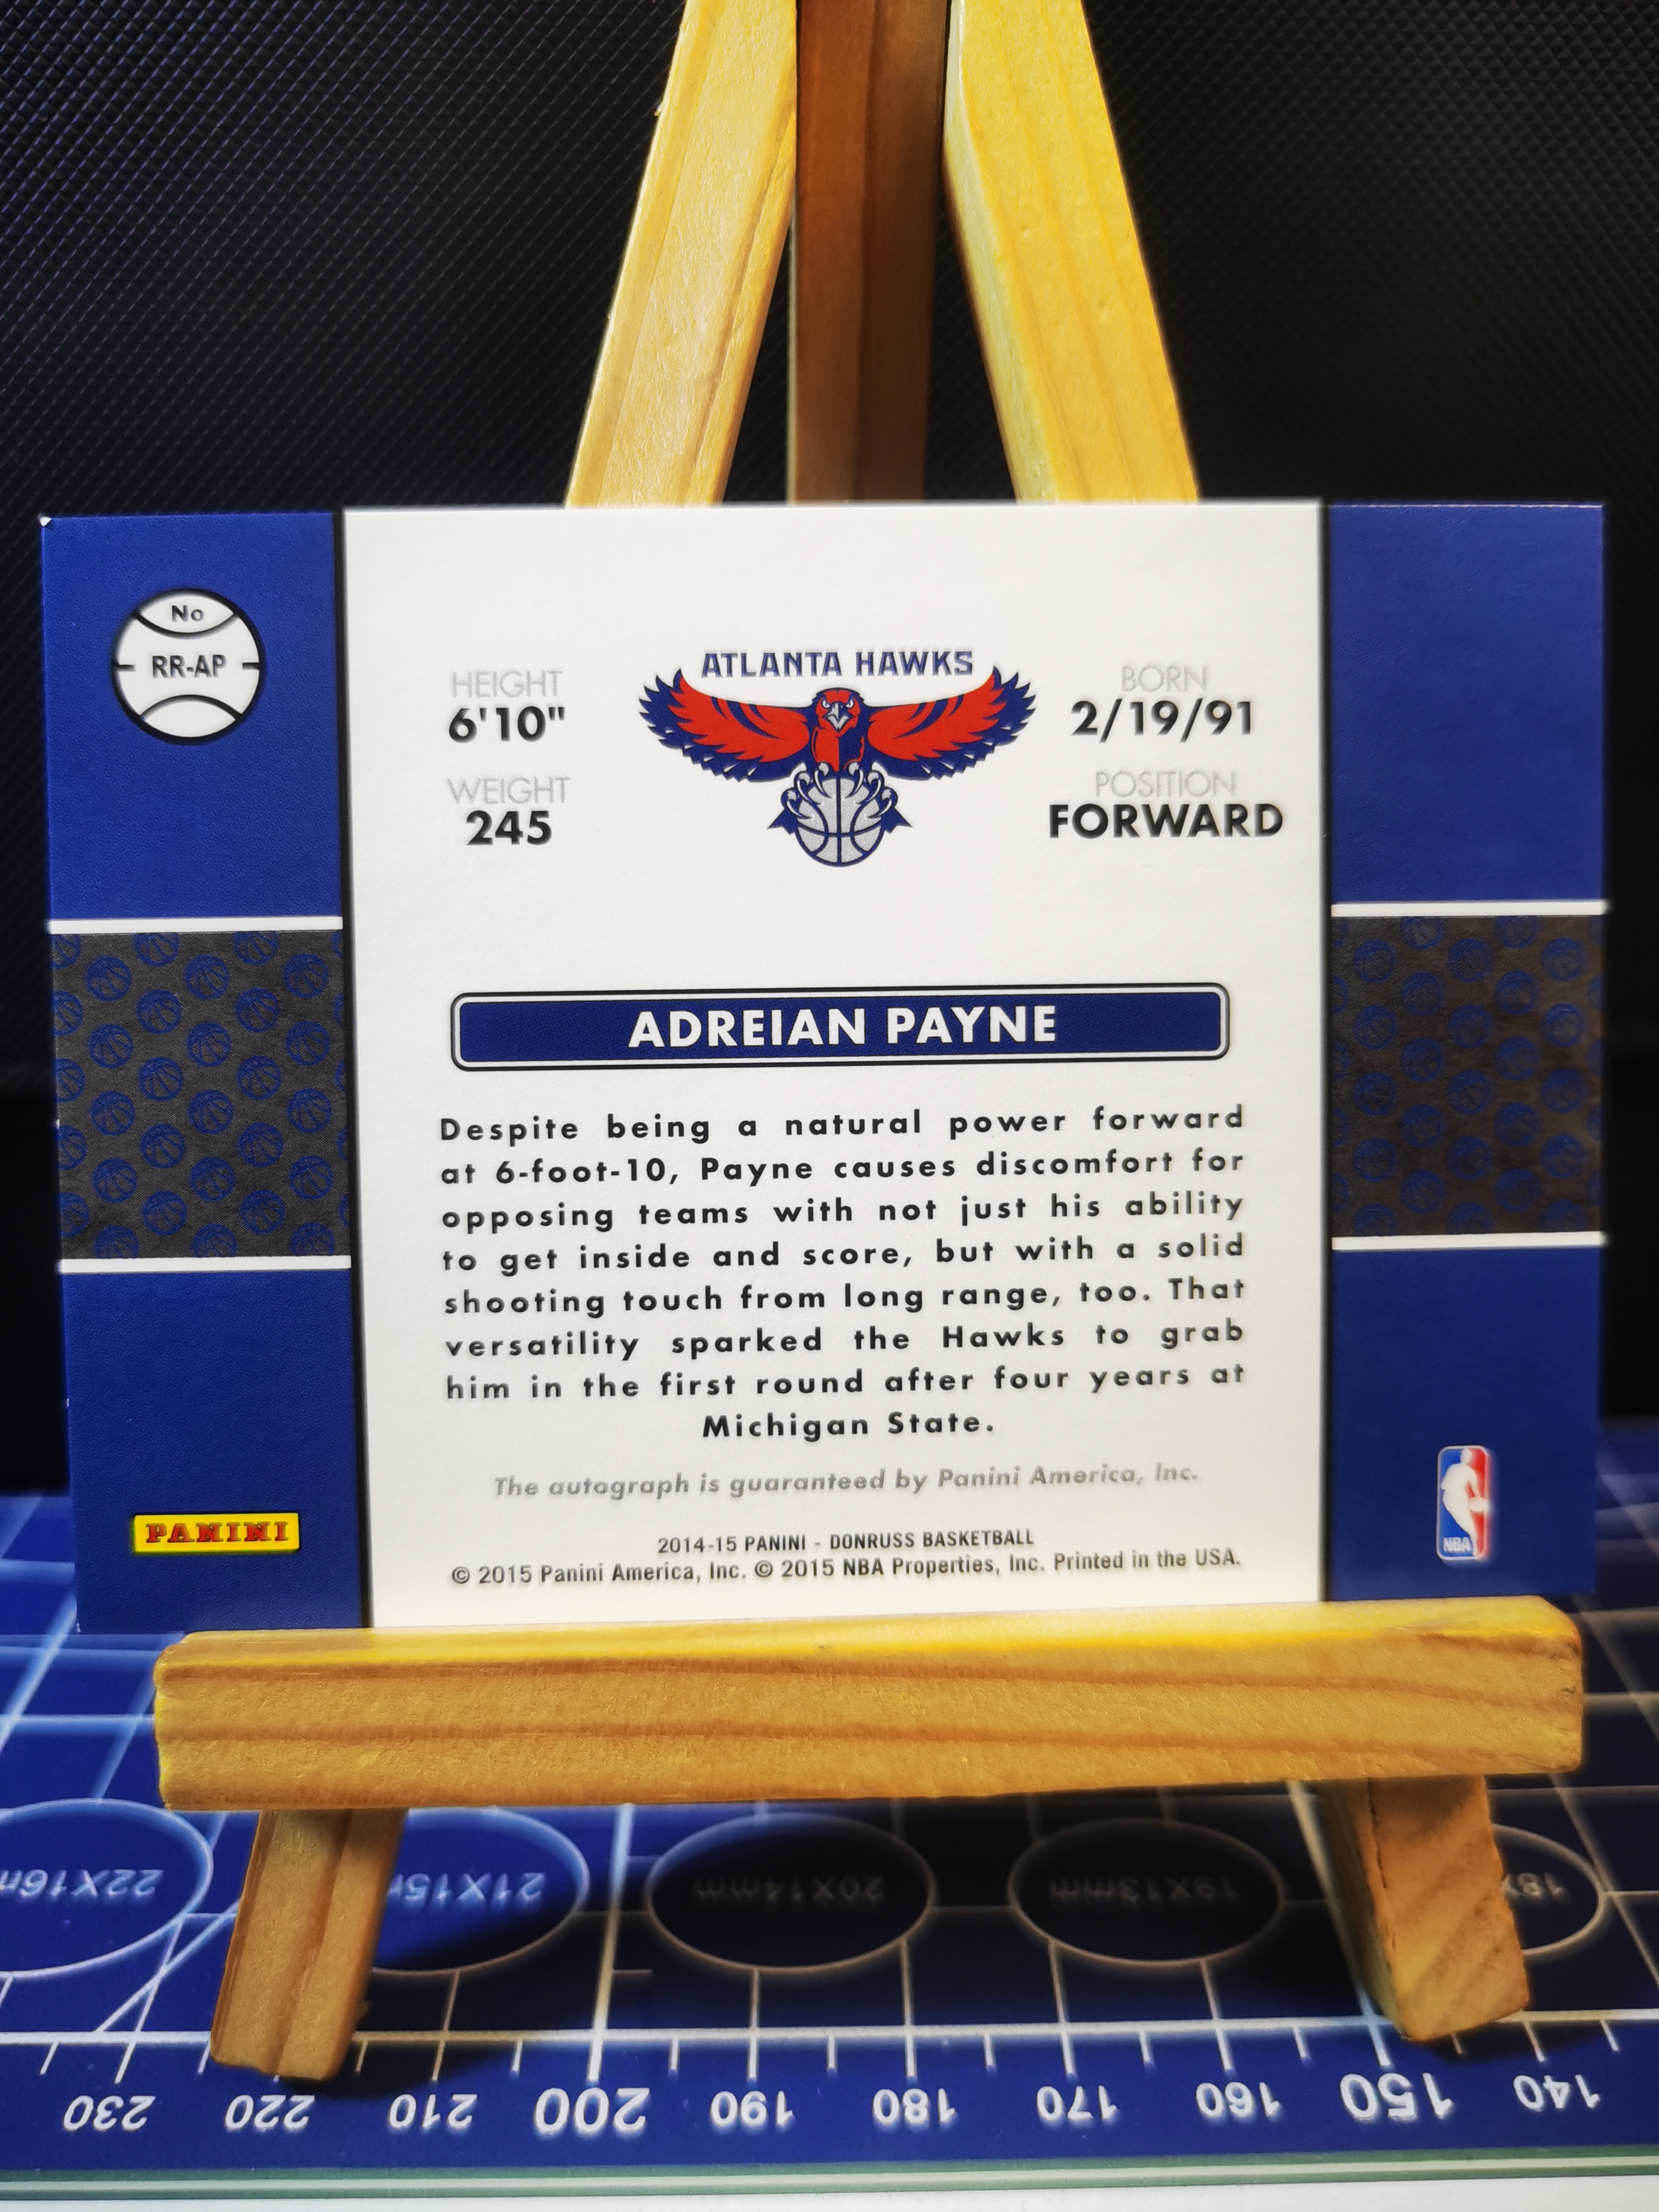 No
RR-AP
HEIGHT
6'10"
WEIGHT
245
ATLANTA HAWKS
BORN
2/19/91
POSITION
FORWARD
ADREIAN PAYNE
Despite being a natural power forward
at 6-foot-10, Payne causes discomfort for
opposing teams with not just his ability
to get inside and score, but with a solid
shooting touch from long range, too. That
versatility sparked the Hawks to grab
him in the first round after four years at
Michigan State.
The autograph is guaranteed by Panini America, Inc.
PANINI
2014-15 PANINI - DONRUSS BASKETBALL
© 2015 Panini America, Inc. © 2015 NBA Properties, Inc. Printed in the USA.
NBA
22X16m
21X15m
20X14mm
19X13mm
18X
230 220 210 200 190 180 170 160 150 140